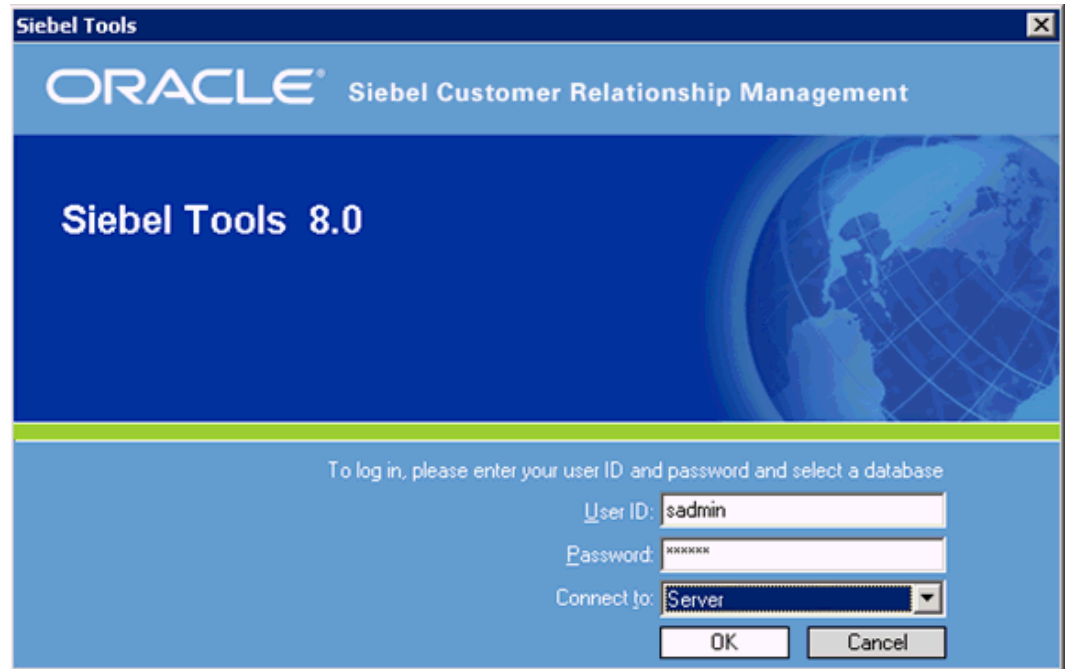 Siebel Tools
ORACLE® Siebel Customer Relationship Management
Siebel Tools 8.0
To log in, please enter your user ID and password and select a database
User ID: sadmin
Password: ××××××
Connect to: Server
OK Cancel